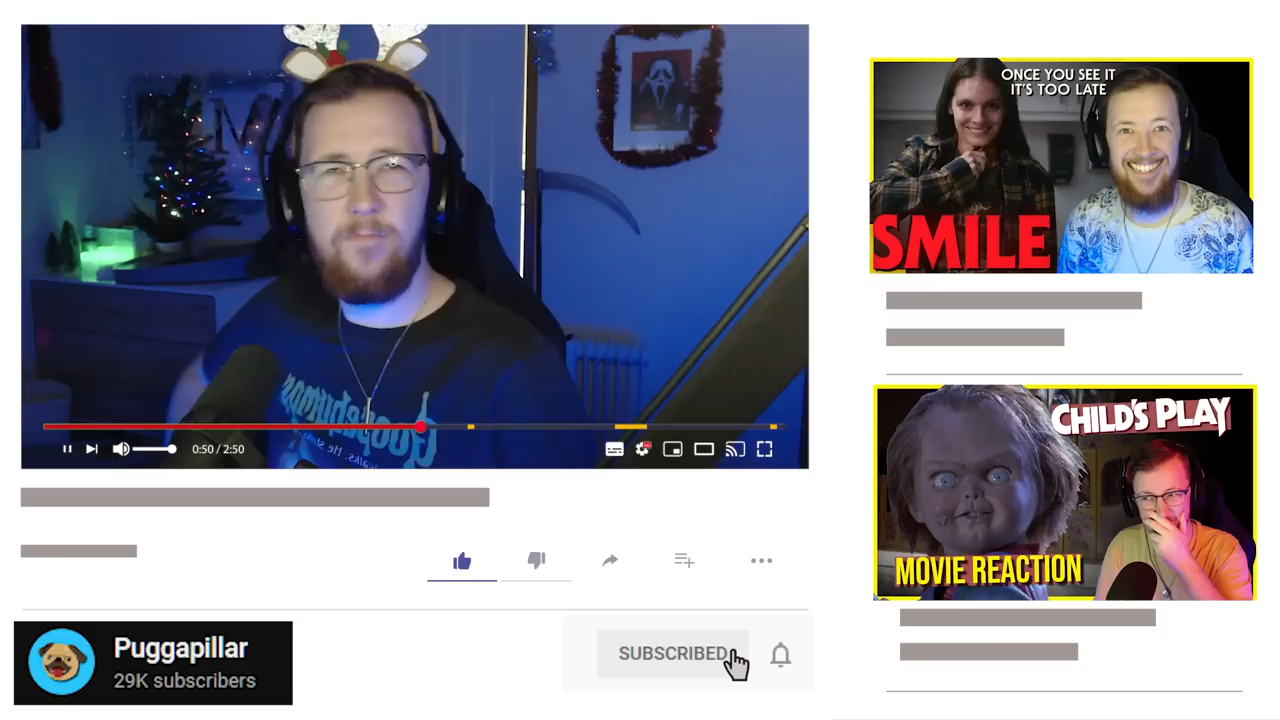 Goosebumps
0:50 / 2:50
Puggapillar
29K subscribers
SUBSCRIBED
ONCE YOU SEE IT
IT'S TOO LATE
SMILE
CHILD'S PLAY
MOVIE REACTION